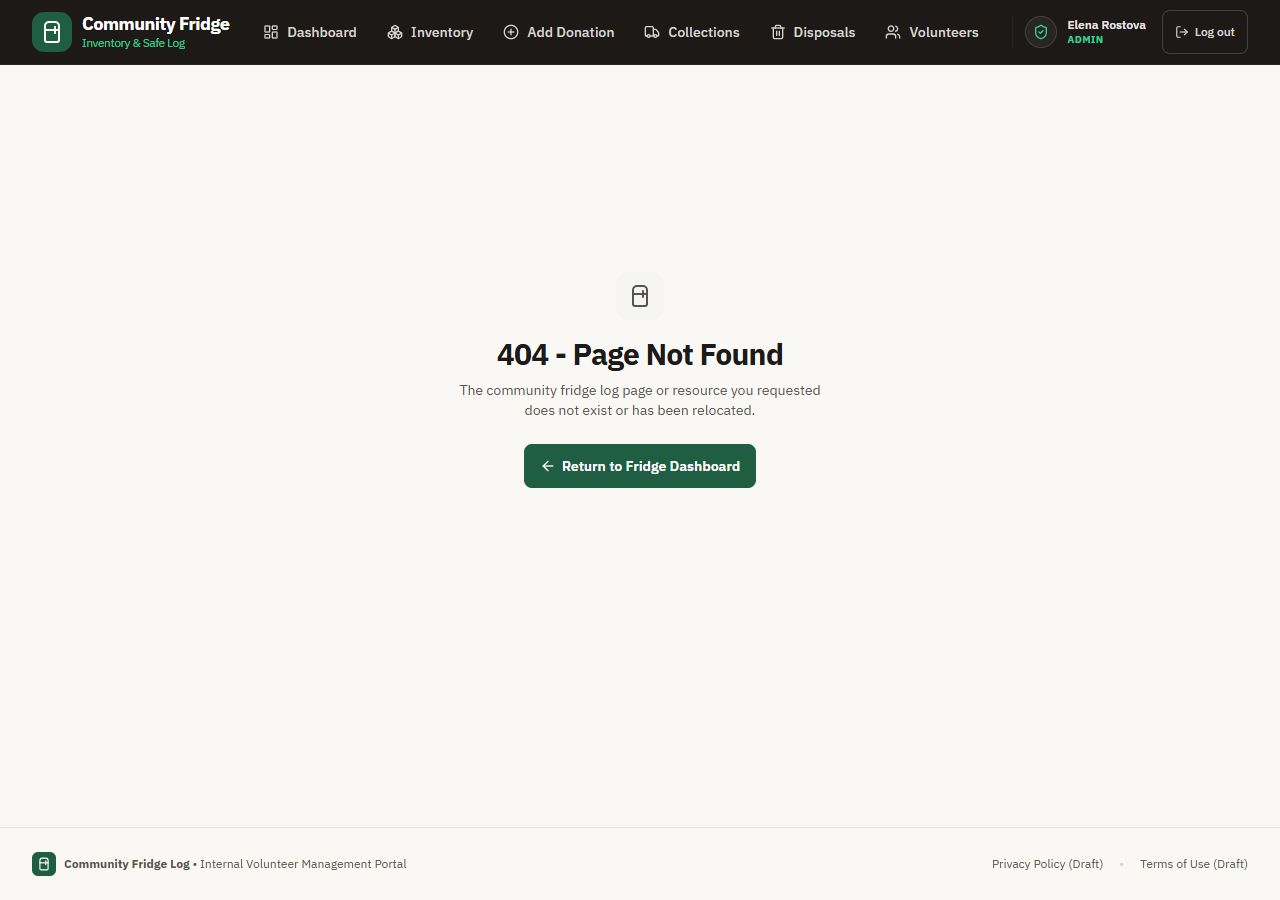 Community Fridge
Inventory & Safe Log
Dashboard
Inventory
Add Donation
Collections
Disposals
Volunteers
Elena Rostova
ADMIN
Log out
404 - Page Not Found
The community fridge log page or resource you requested
does not exist or has been relocated.
Return to Fridge Dashboard
Community Fridge Log • Internal Volunteer Management Portal
Privacy Policy (Draft) • Terms of Use (Draft)